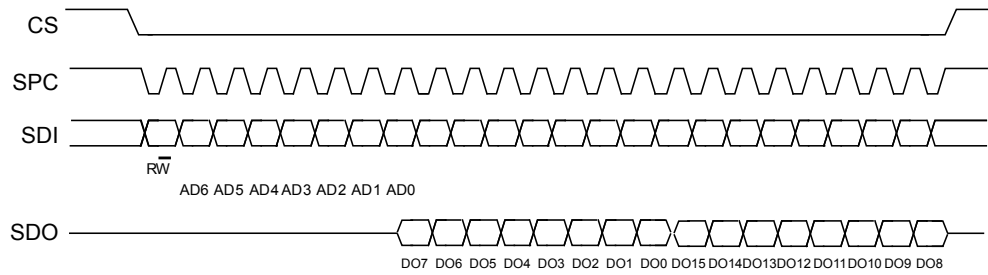 CS
SPC
SDI
RW
AD6 AD5 AD4 AD3 AD2 AD1 AD0
SDO
DO7 DO6 DO5 DO4 DO3 DO2 DO1 DO0 DO15 DO14 DO13 DO12 DO11 DO10 DO9 DO8